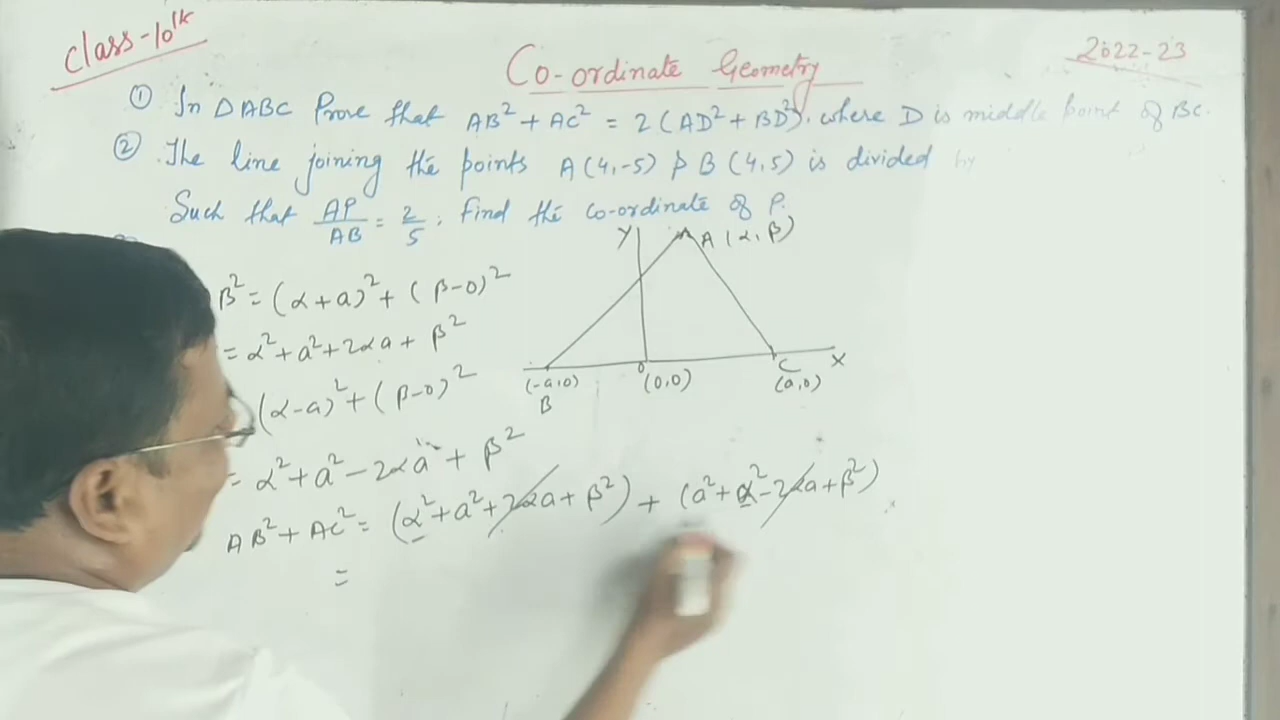 Class-10th
Co-ordinate Geometry
2022-23
① In ΔABC Prove that AB² + AC² = 2(AD² + BD²). where D is middle point of BC.
② The line joining the points A(4,-5) & B(4,5) is divided by
Such that AP/AB = 2/5. Find the co-ordinate of P.
Y
A(α,β)
B² = (α+a)² + (β-0)²
= α² + a² + 2αa + β²
(-a,0)
B
0
(0,0)
C
(a,0)
X
(α-a)² + (β-0)²
= α² + a² - 2αa + β²
AB² + AC² = (α² + a² + 2αa + β²) + (a² + α² - 2αa + β²)
=